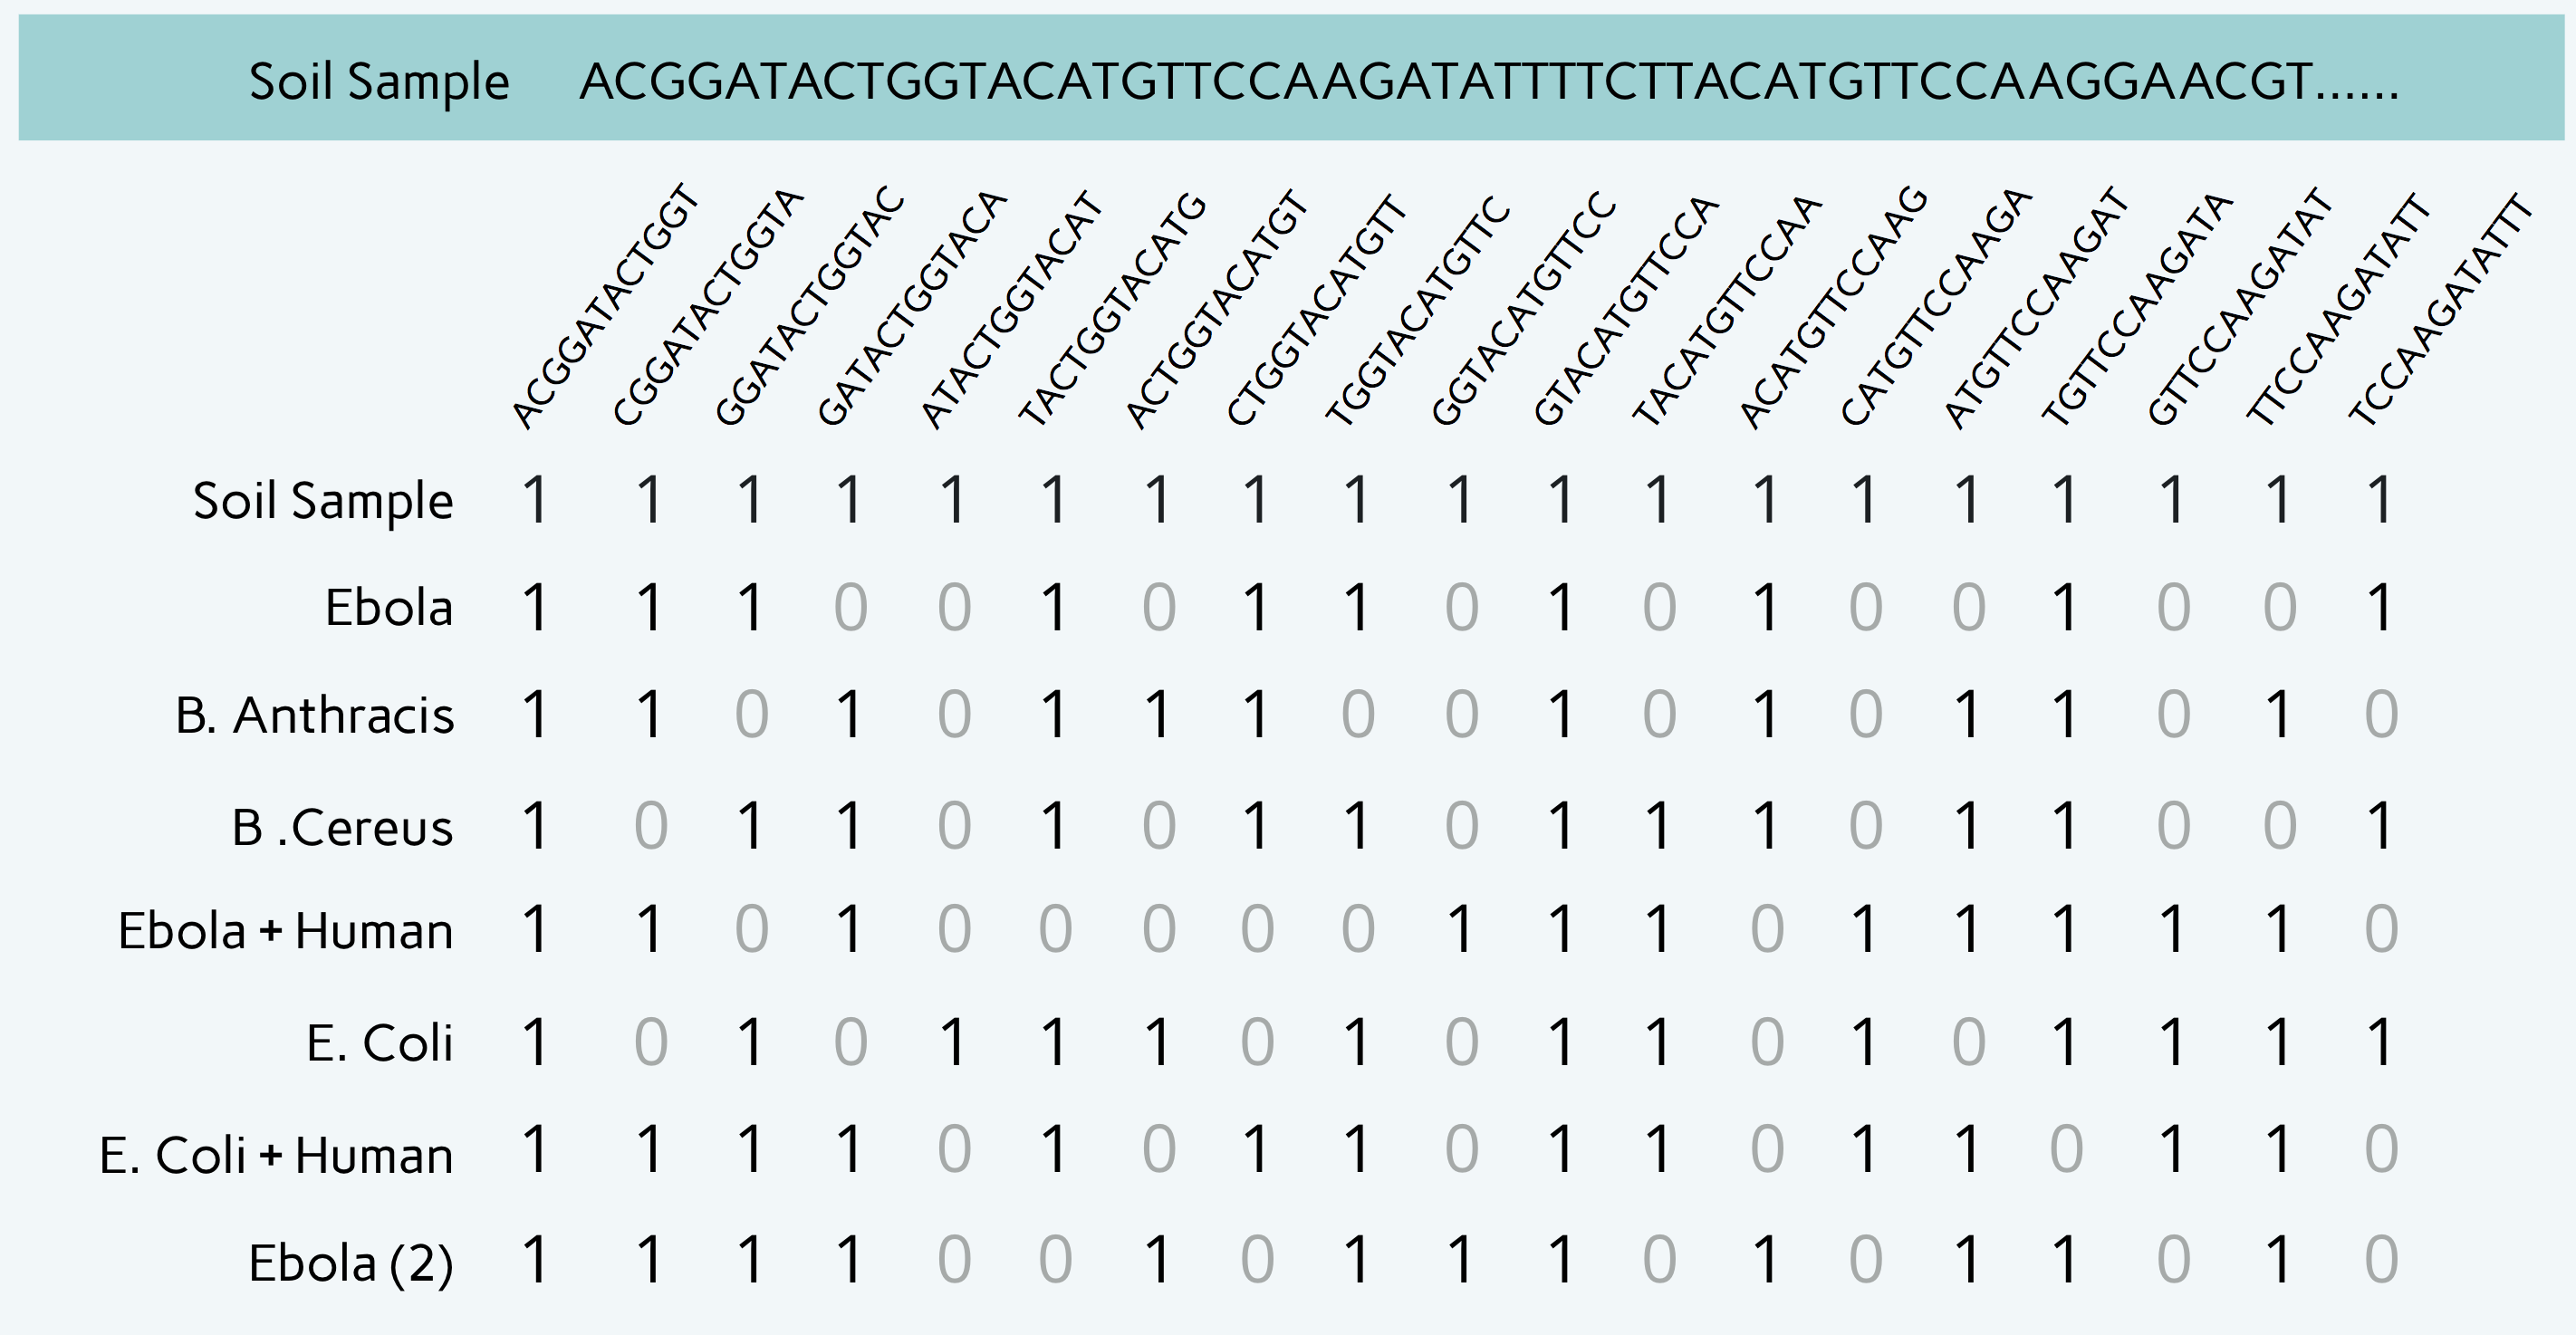 Soil Sample ACGGATACTGGTACATGTTCCAAGATATTTTCTTACATGTTCCAAGGAACGT......
ACGGATACTGGT
CGGATACTGGTA
GGATACTGGTAC
GATACTGGTACA
ATACTGGTACAT
TACTGGTACATG
ACTGGTACATGT
CTGGTACATGTT
TGGTACATGTTC
GGTACATGTTCC
GTACATGTTCCA
TACATGTTCCAA
ACATGTTCCAAG
CATGTTCCAAGA
ATGTTCCAAGAT
TGTTCCAAGATA
GTTCCAAGATAT
TTCCAAGATATT
TCCAAGATATTT
Soil Sample 1 1 1 1 1 1 1 1 1 1 1 1 1 1 1 1 1 1 1
Ebola 1 1 1 0 0 1 0 1 1 0 1 0 1 0 0 1 0 0 1
B. Anthracis 1 1 0 1 0 1 1 1 0 0 1 0 1 0 1 1 0 1 0
B .Cereus 1 0 1 1 0 1 0 1 1 0 1 1 1 0 1 1 0 0 1
Ebola + Human 1 1 0 1 0 0 0 0 0 1 1 1 0 1 1 1 1 1 0
E. Coli 1 0 1 0 1 1 1 0 1 0 1 1 0 1 0 1 1 1 1
E. Coli + Human 1 1 1 1 0 1 0 1 1 0 1 1 0 1 1 0 1 1 0
Ebola (2) 1 1 1 1 0 0 1 0 1 1 1 0 1 0 1 1 0 1 0